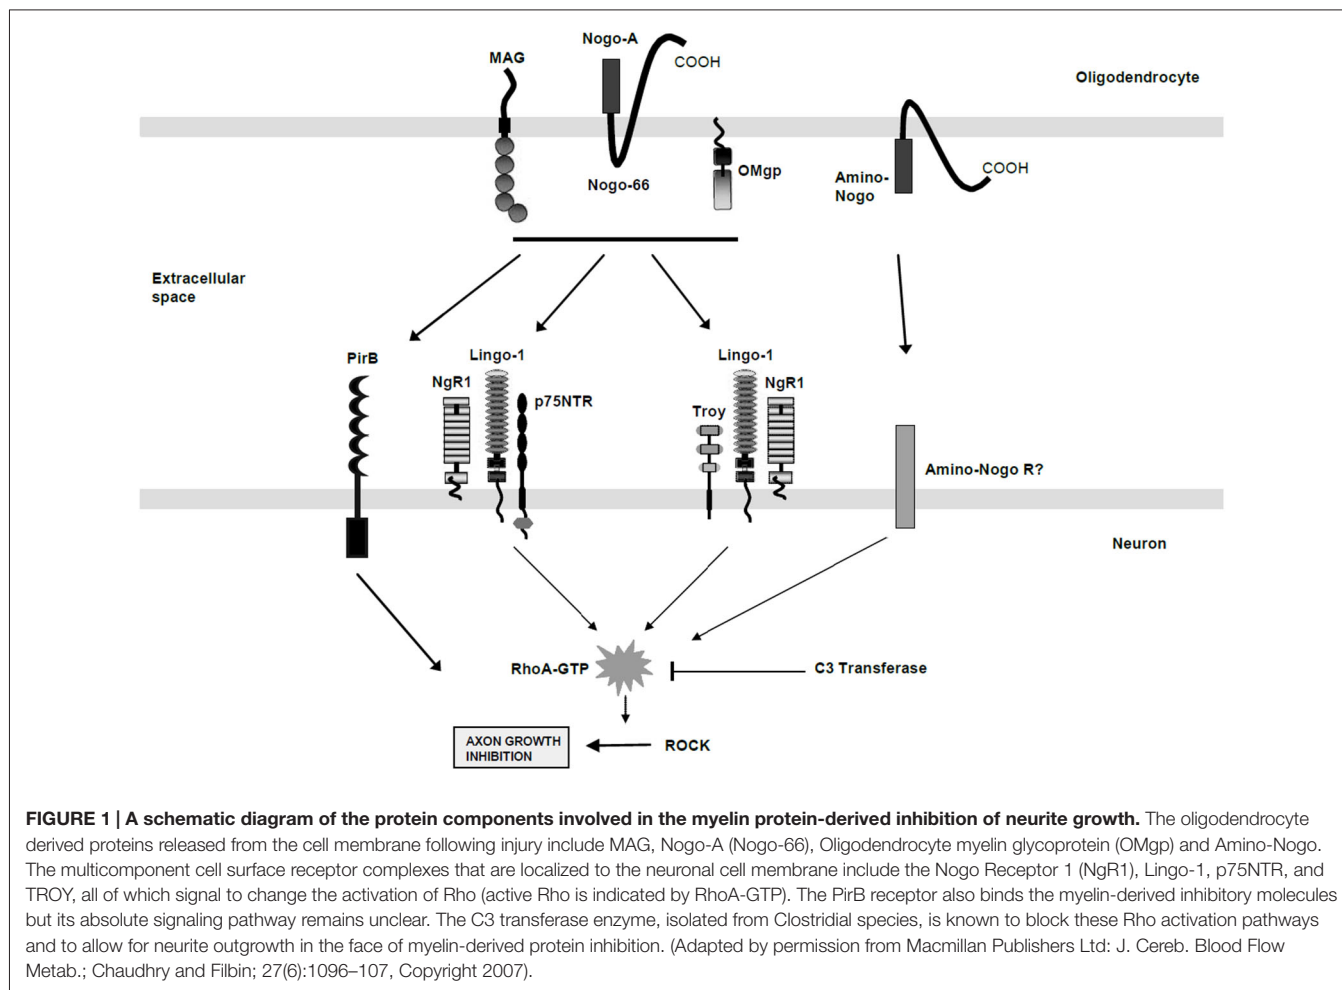 Nogo-A
MAG
COOH
Oligodendrocyte
OMgp
Nogo-66
Amino-
Nogo
COOH
Extracellular
space
PirB
Lingo-1
NgR1
p75NTR
Lingo-1
NgR1
Troy
Amino-Nogo R?
Neuron
RhoA-GTP
C3 Transferase
AXON GROWTH
INHIBITION
ROCK
FIGURE 1 | A schematic diagram of the protein components involved in the myelin protein-derived inhibition of neurite growth. The oligodendrocyte
derived proteins released from the cell membrane following injury include MAG, Nogo-A (Nogo-66), Oligodendrocyte myelin glycoprotein (OMgp) and Amino-Nogo.
The multicomponent cell surface receptor complexes that are localized to the neuronal cell membrane include the Nogo Receptor 1 (NgR1), Lingo-1, p75NTR, and
TROY, all of which signal to change the activation of Rho (active Rho is indicated by RhoA-GTP). The PirB receptor also binds the myelin-derived inhibitory molecules
but its absolute signaling pathway remains unclear. The C3 transferase enzyme, isolated from Clostridial species, is known to block these Rho activation pathways
and to allow for neurite outgrowth in the face of myelin-derived protein inhibition. (Adapted by permission from Macmillan Publishers Ltd: J. Cereb. Blood Flow
Metab.; Chaudhry and Filbin; 27(6):1096–107, Copyright 2007).